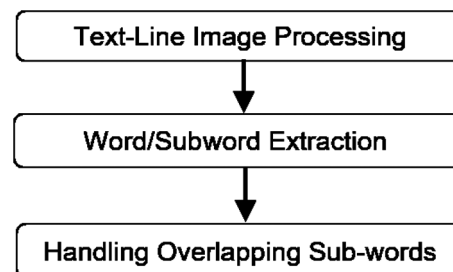 Text-Line Image Processing
Word/Subword Extraction
Handling Overlapping Sub-words